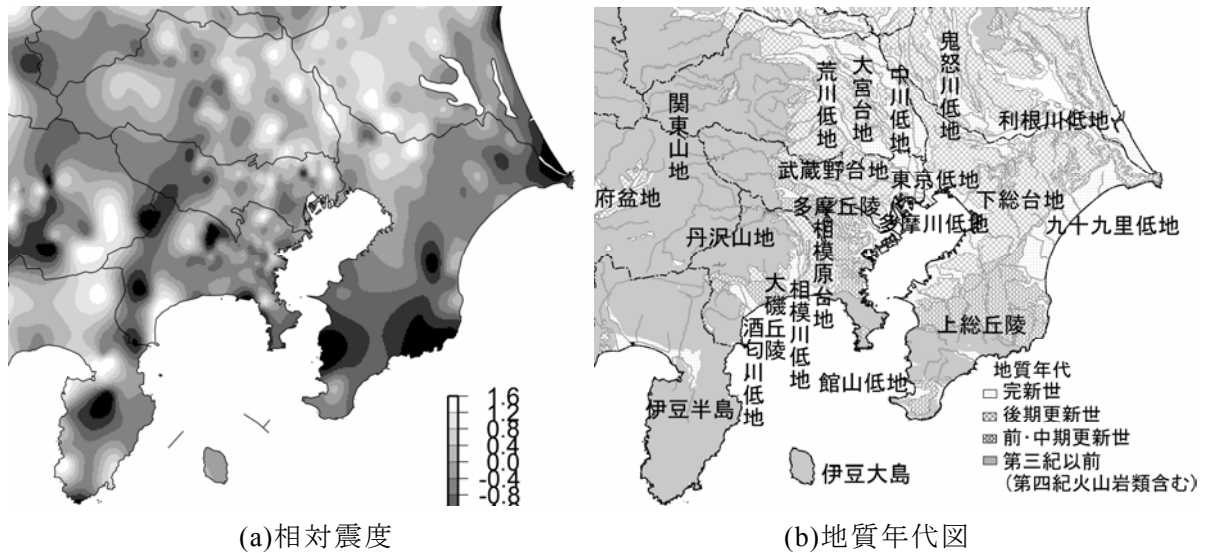 1.6
1.2
0.8
0.4
0.0
-0.4
-0.8
(a)相対震度
鬼怒川低地
中川低地
大宮台地
荒川低地
関東山地
利根川低地
武蔵野台地
東京低地
府盆地
多摩丘陵
下総台地
多摩川低地
九十九里低地
丹沢山地
相模原台地
相模川低地
大磯丘陵
酒匂川低地
上総丘陵
館山低地
伊豆半島
伊豆大島
地質年代
完新世
後期更新世
前・中期更新世
第三紀以前
(第四紀火山岩類含む)
(b)地質年代図